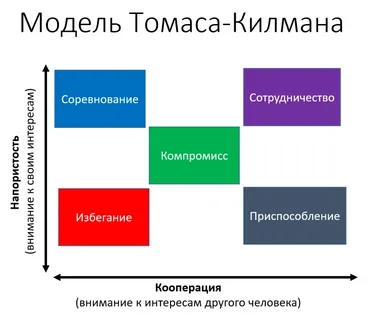 Модель Томаса-Килмана
Напористость
(внимание к своим интересам)
Соревнование
Сотрудничество
Компромисс
Избегание
Приспособление
Кооперация
(внимание к интересам другого человека)